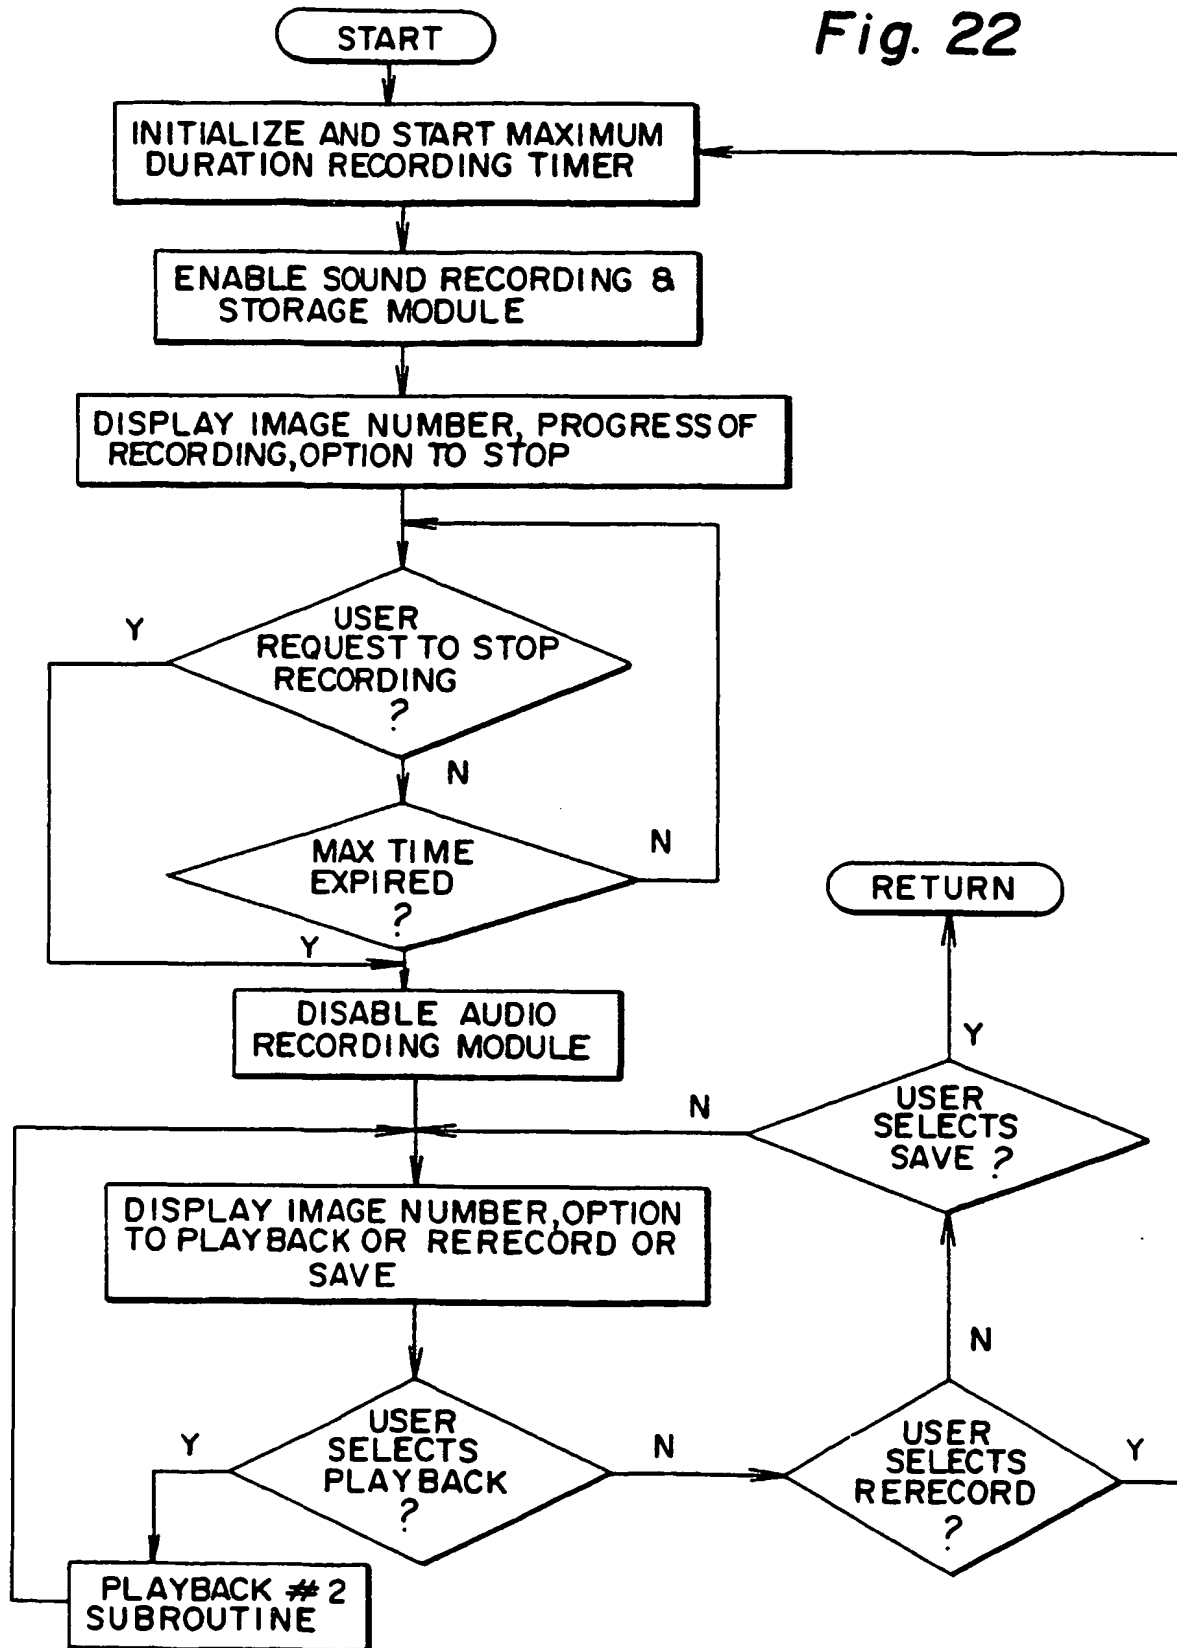 Fig. 22
START
INITIALIZE AND START MAXIMUM
DURATION RECORDING TIMER
ENABLE SOUND RECORDING &
STORAGE MODULE
DISPLAY IMAGE NUMBER, PROGRESS OF
RECORDING, OPTION TO STOP
USER
REQUEST TO STOP
RECORDING
?
Y
N
MAX TIME
EXPIRED
?
N
Y
DISABLE AUDIO
RECORDING MODULE
DISPLAY IMAGE NUMBER, OPTION
TO PLAYBACK OR RERECORD OR
SAVE
USER
SELECTS
PLAYBACK
?
Y
N
PLAYBACK #2
SUBROUTINE
USER
SELECTS
RERECORD
?
Y
N
USER
SELECTS
SAVE ?
N
Y
RETURN